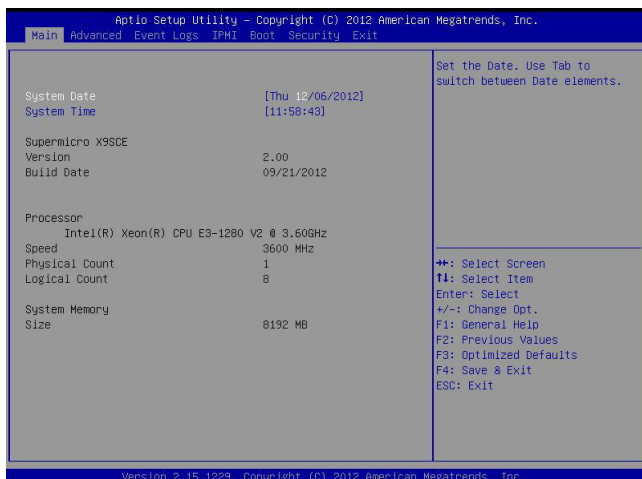 Aptio Setup Utility – Copyright (C) 2012 American Megatrends, Inc.
Main Advanced Event Logs IPMI Boot Security Exit
System Date [Thu 12/06/2012]
System Time [11:58:43]
Supermicro X9SCE
Version 2.00
Build Date 09/21/2012
Processor
Intel(R) Xeon(R) CPU E3-1280 V2 @ 3.60GHz
Speed 3600 MHz
Physical Count 1
Logical Count 8
System Memory
Size 8192 MB
Set the Date. Use Tab to
switch between Date elements.
→←: Select Screen
↑↓: Select Item
Enter: Select
+/-: Change Opt.
F1: General Help
F2: Previous Values
F3: Optimized Defaults
F4: Save & Exit
ESC: Exit
Version 2.15.1229. Copyright (C) 2012 American Megatrends, Inc.